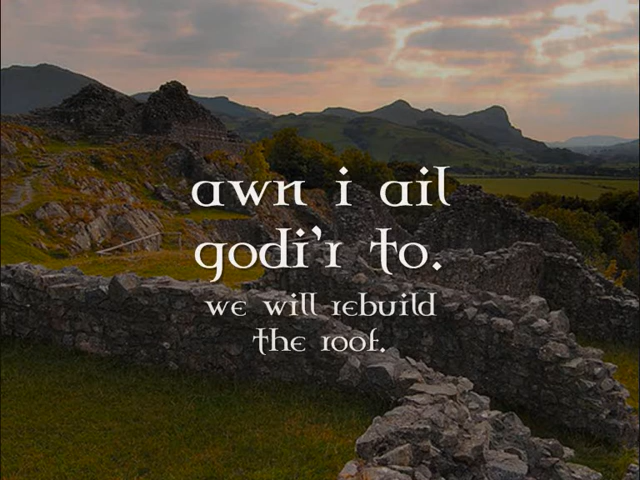 awn i ail
godi'r to.
we will rebuild
the roof.